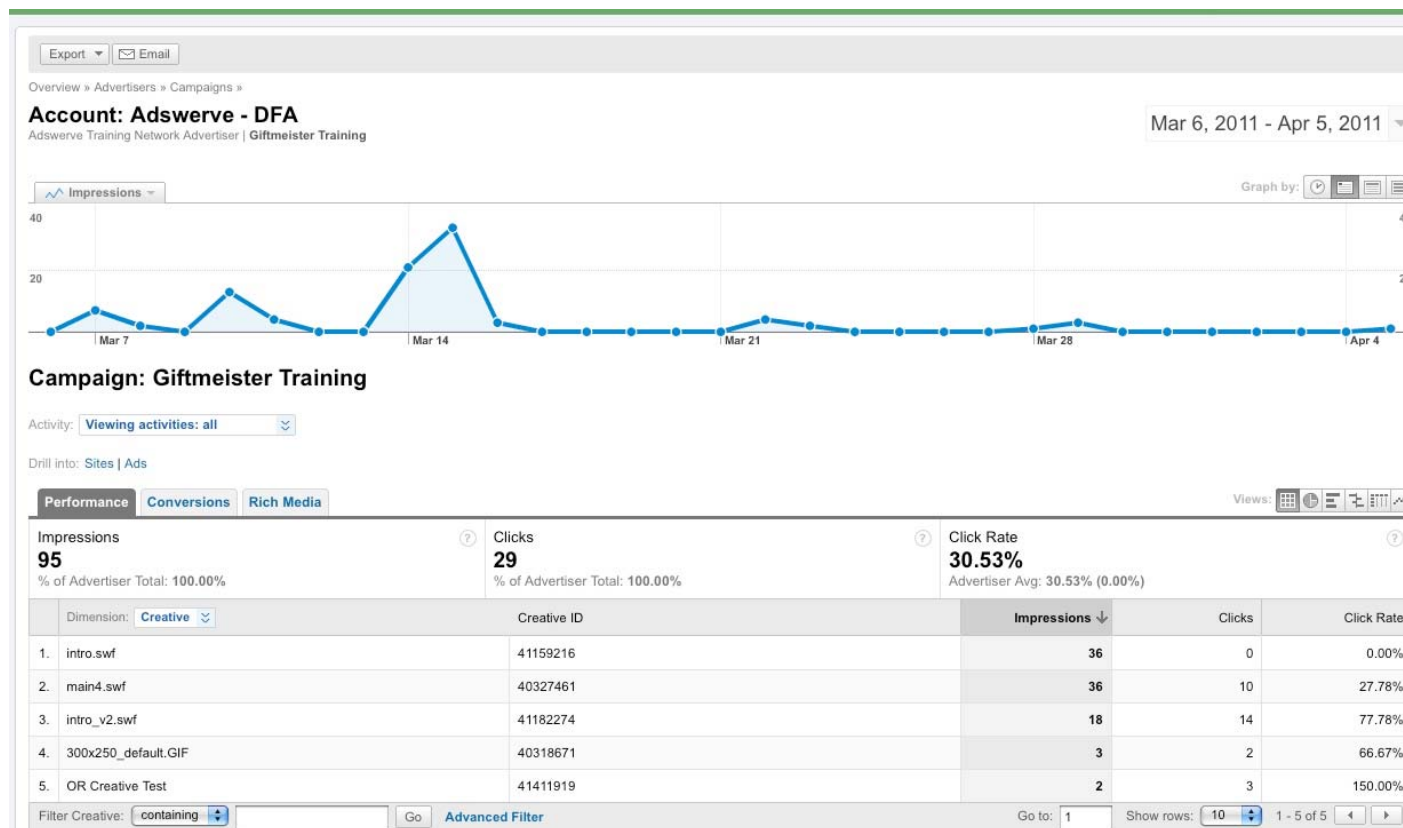 Export Email
Overview » Advertisers » Campaigns »
Account: Adswerve - DFA
Adswerve Training Network Advertiser | Giftmeister Training
Mar 6, 2011 - Apr 5, 2011
Impressions
Graph by:
40 4
20 2
Mar 7 Mar 14 Mar 21 Mar 28 Apr 4
Campaign: Giftmeister Training
Activity: Viewing activities: all
Drill into: Sites | Ads
Performance Conversions Rich Media Views:
Impressions ? Clicks ? Click Rate ?
95 29 30.53%
% of Advertiser Total: 100.00% % of Advertiser Total: 100.00% Advertiser Avg: 30.53% (0.00%)
Dimension: Creative Creative ID Impressions Clicks Click Rate
1. intro.swf 41159216 36 0 0.00%
2. main4.swf 40327461 36 10 27.78%
3. intro_v2.swf 41182274 18 14 77.78%
4. 300x250_default.GIF 40318671 3 2 66.67%
5. OR Creative Test 41411919 2 3 150.00%
Filter Creative: containing Go Advanced Filter Go to: 1 Show rows: 10 1 - 5 of 5